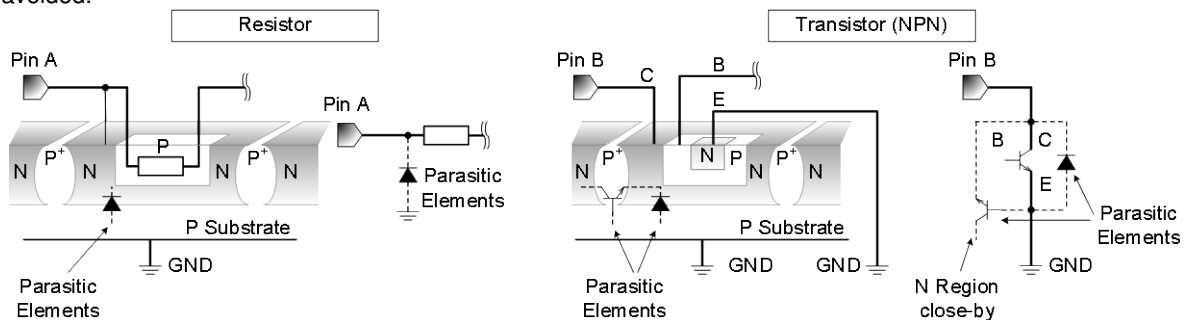 avoided.
Resistor
Transistor (NPN)
Pin A
Pin A
N
P+
N
P
N
P+
N
Parasitic
Elements
P Substrate
GND
Parasitic
Elements
Pin B
C
B
E
N
P+
N
N
P
N
P+
N
P Substrate
GND
GND
Parasitic
Elements
Pin B
B
C
E
Parasitic
Elements
GND
N Region
close-by